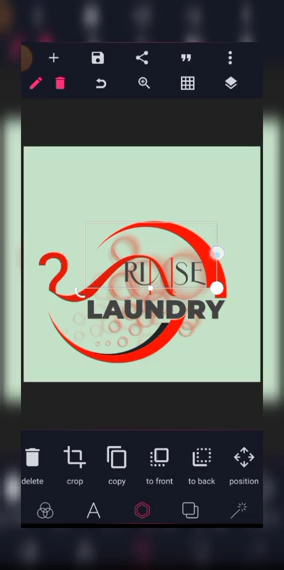 RINSE
LAUNDRY
delete
crop
copy
to front
to back
position
A